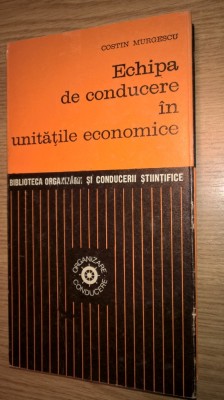 COSTIN MURGESCU
Echipa
de conducere
în
unitățile economice
BIBLIOTECA ORGANIZĂRII ȘI CONDUCERII ȘTIINȚIFICE
ORGANIZARE
CONDUCERE